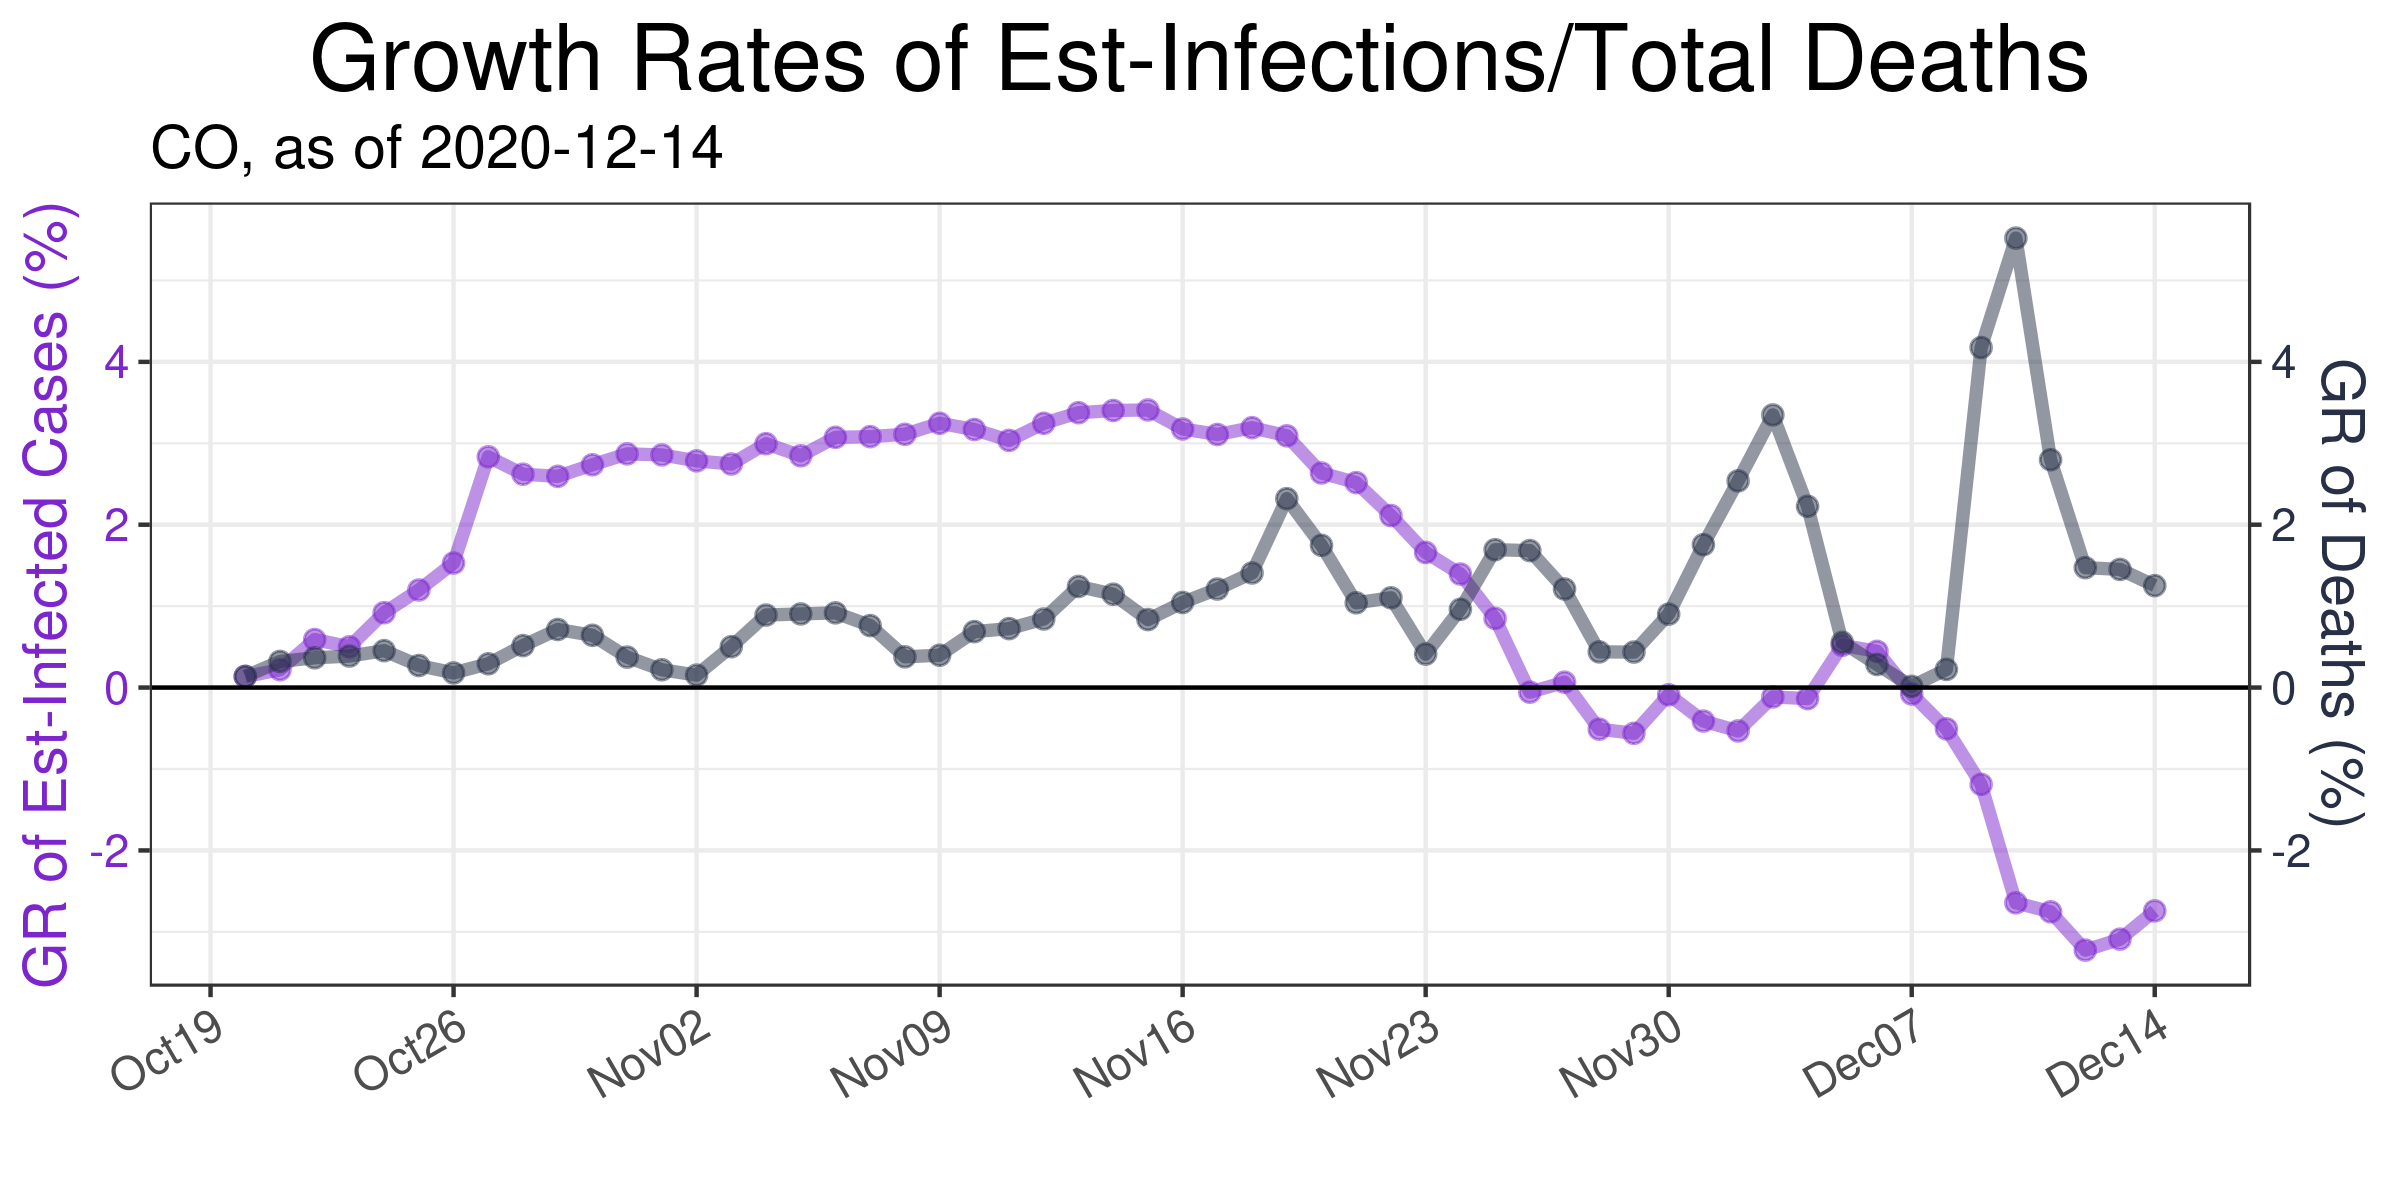 Growth Rates of Est-Infections/Total Deaths
CO, as of 2020-12-14
GR of Est-Infected Cases (%)
4
2
0
-2
4
2
0
-2
GR of Deaths (%)
Oct19
Oct26
Nov02
Nov09
Nov16
Nov23
Nov30
Dec07
Dec14